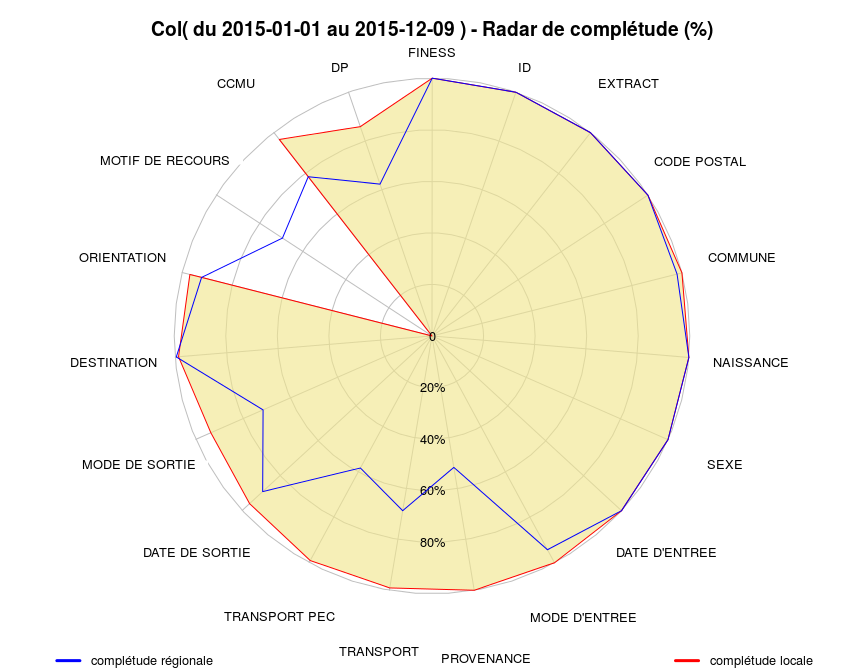 Col( du 2015-01-01 au 2015-12-09 ) - Radar de complétude (%)
FINESS
DP
ID
CCMU
EXTRACT
MOTIF DE RECOURS
CODE POSTAL
ORIENTATION
COMMUNE
0
DESTINATION
NAISSANCE
20%
40%
MODE DE SORTIE
SEXE
60%
80%
DATE DE SORTIE
DATE D'ENTREE
TRANSPORT PEC
MODE D'ENTREE
TRANSPORT
PROVENANCE
complétude régionale
complétude locale